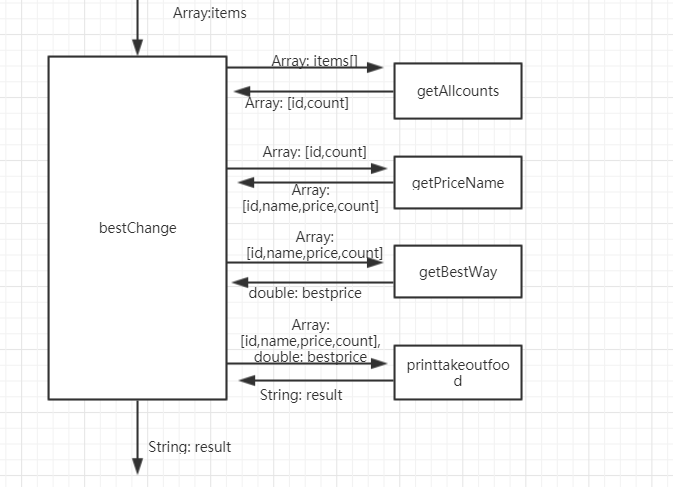 Array:items
Array: items[]
getAllcounts
Array: [id,count]
Array: [id,count]
getPriceName
Array:
[id,name,price,count]
bestChange
Array:
[id,name,price,count]
getBestWay
double: bestprice
Array:
[id,name,price,count],
double: bestprice
printtakeoutfoo
d
String: result
String: result